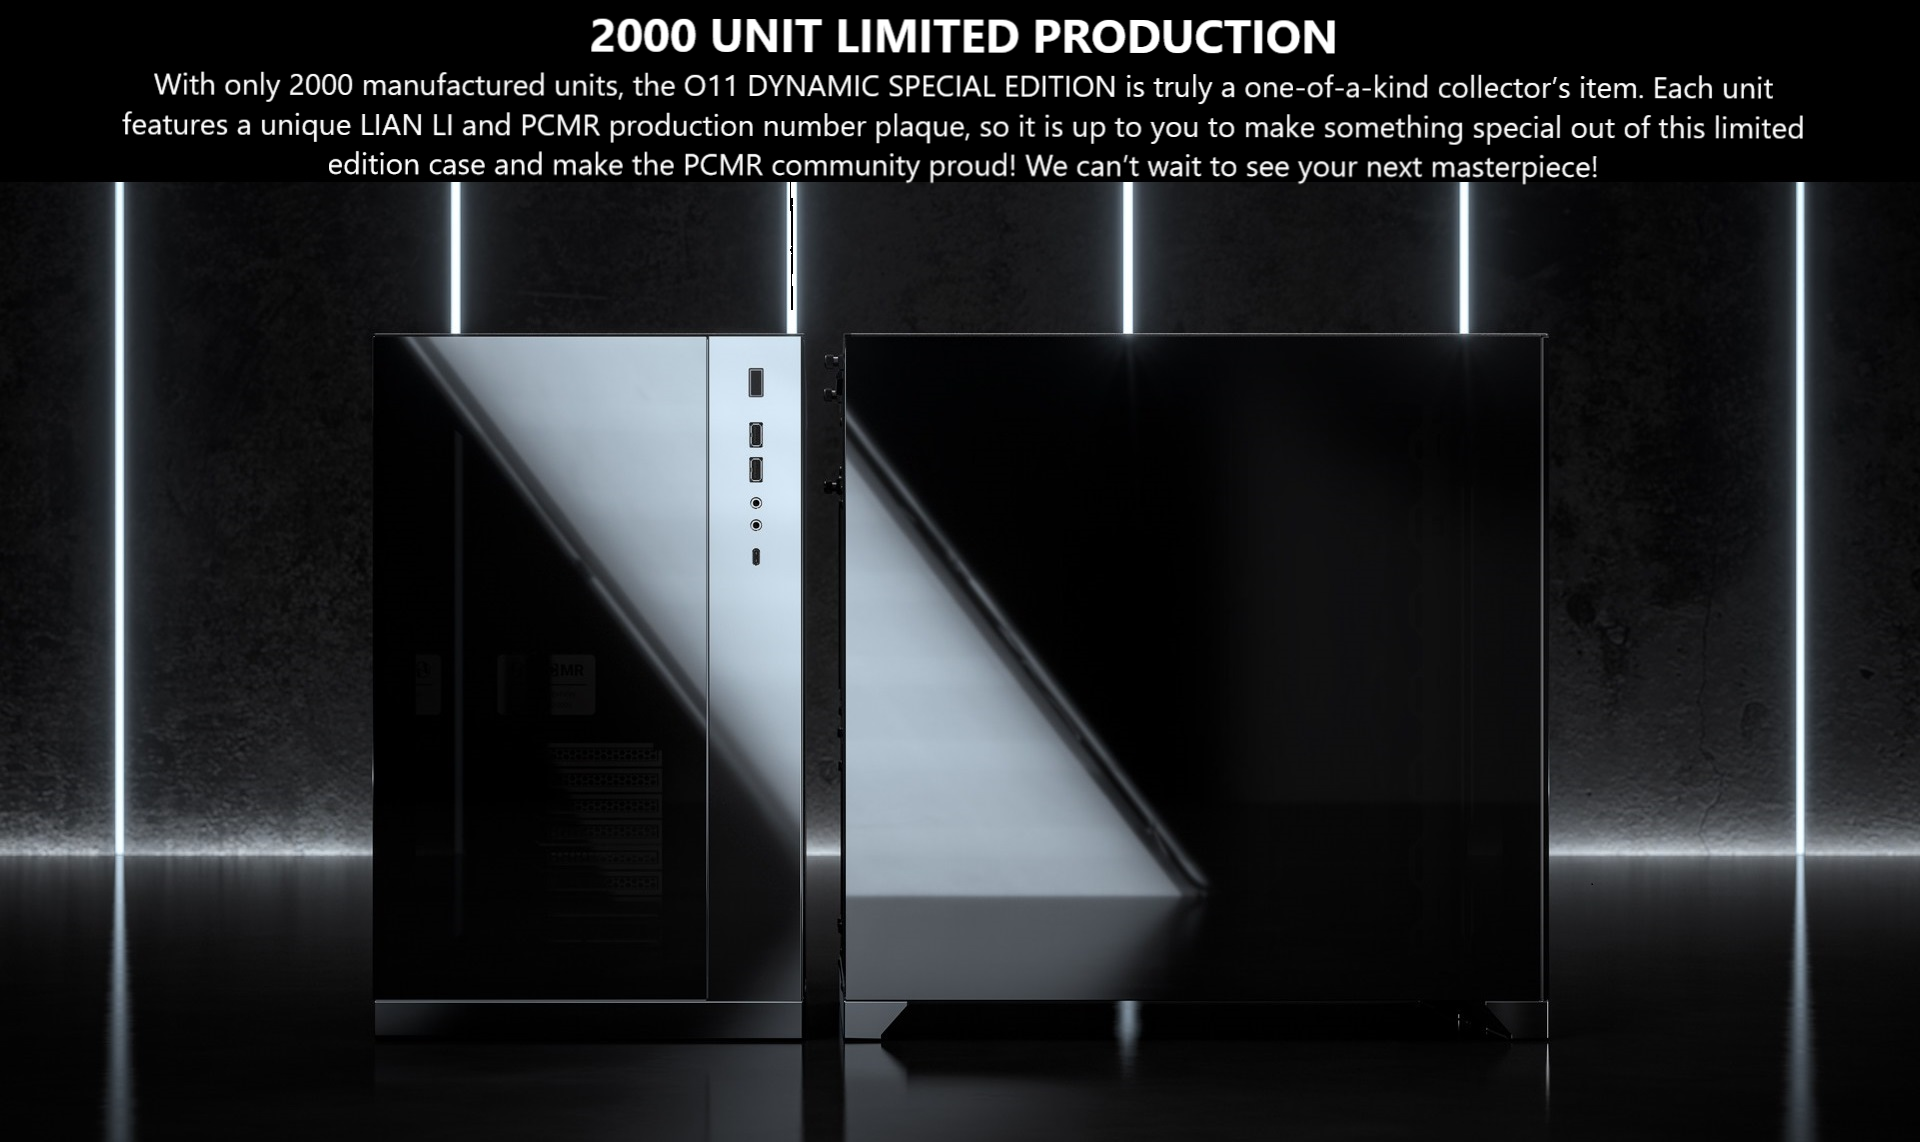 2000 UNIT LIMITED PRODUCTION
With only 2000 manufactured units, the O11 DYNAMIC SPECIAL EDITION is truly a one-of-a-kind collector’s item. Each unit
features a unique LIAN LI and PCMR production number plaque, so it is up to you to make something special out of this limited
edition case and make the PCMR community proud! We can’t wait to see your next masterpiece!